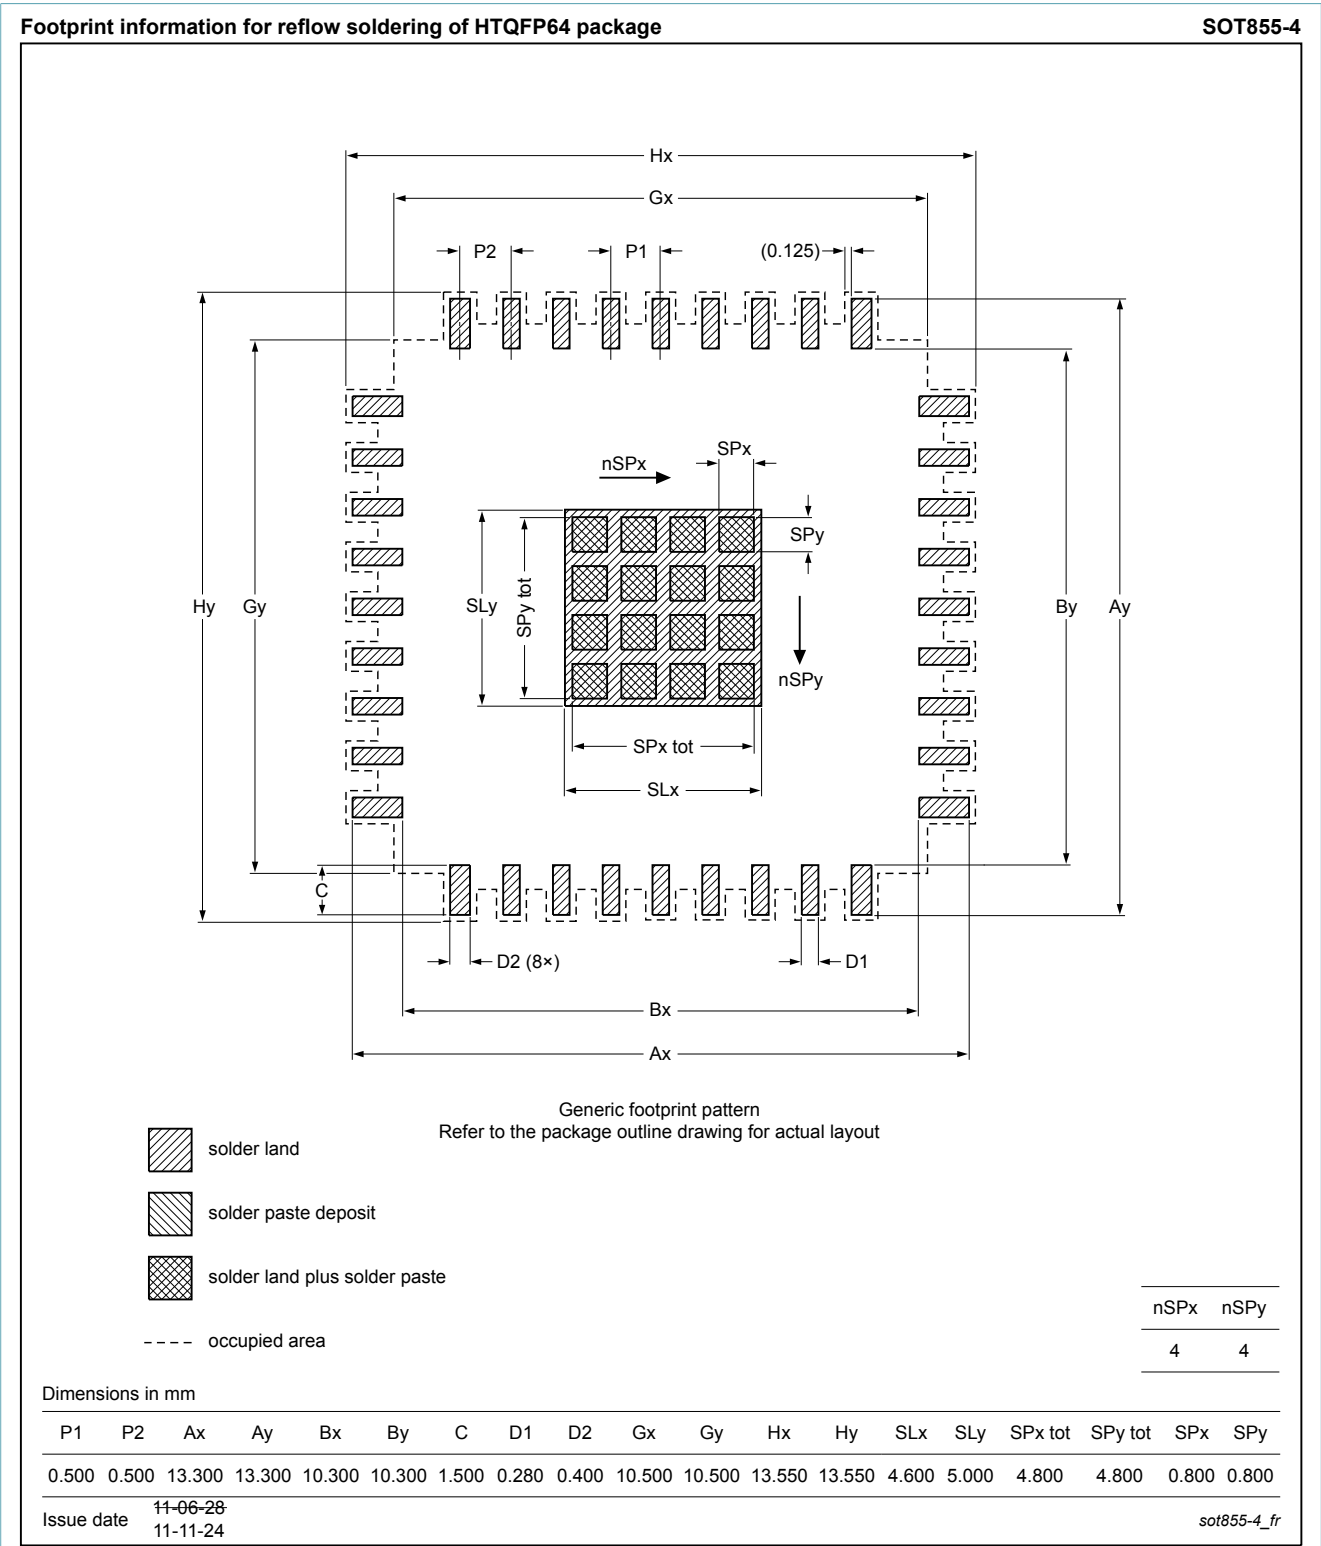 Footprint information for reflow soldering of HTQFP64 package SOT855-4
Hx
Gx
P2 P1 (0.125)
SPx
nSPx
SPy
Hy Gy SLy SPy tot By Ay
nSPy
SPx tot
SLx
C
D2 (8×) D1
Bx
Ax
Generic footprint pattern
Refer to the package outline drawing for actual layout
solder land
solder paste deposit
solder land plus solder paste
occupied area
nSPx nSPy
4 4
Dimensions in mm
P1 P2 Ax Ay Bx By C D1 D2 Gx Gy Hx Hy SLx SLy SPx tot SPy tot SPx SPy
0.500 0.500 13.300 13.300 10.300 10.300 1.500 0.280 0.400 10.500 10.500 13.550 13.550 4.600 5.000 4.800 4.800 0.800 0.800
Issue date 11-06-28
11-11-24
sot855-4_fr